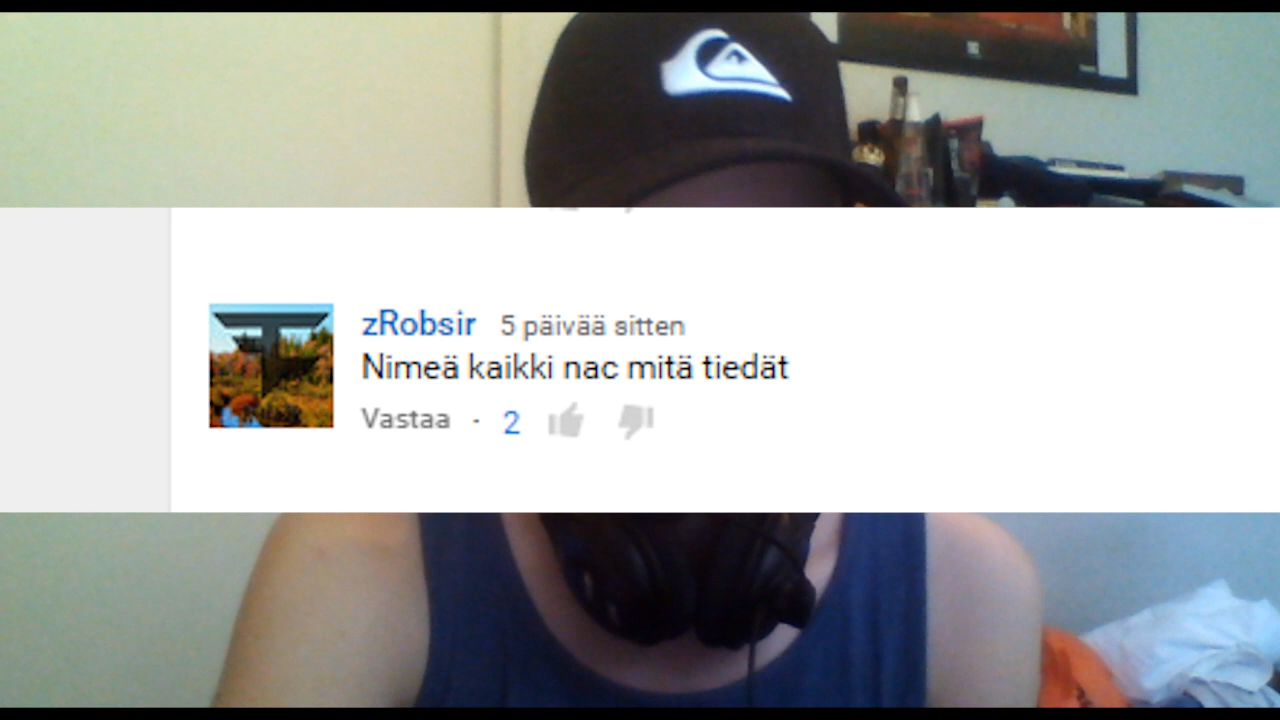 zRobsir 5 päivää sitten
Nimeä kaikki nac mitä tiedät
Vastaa · 2